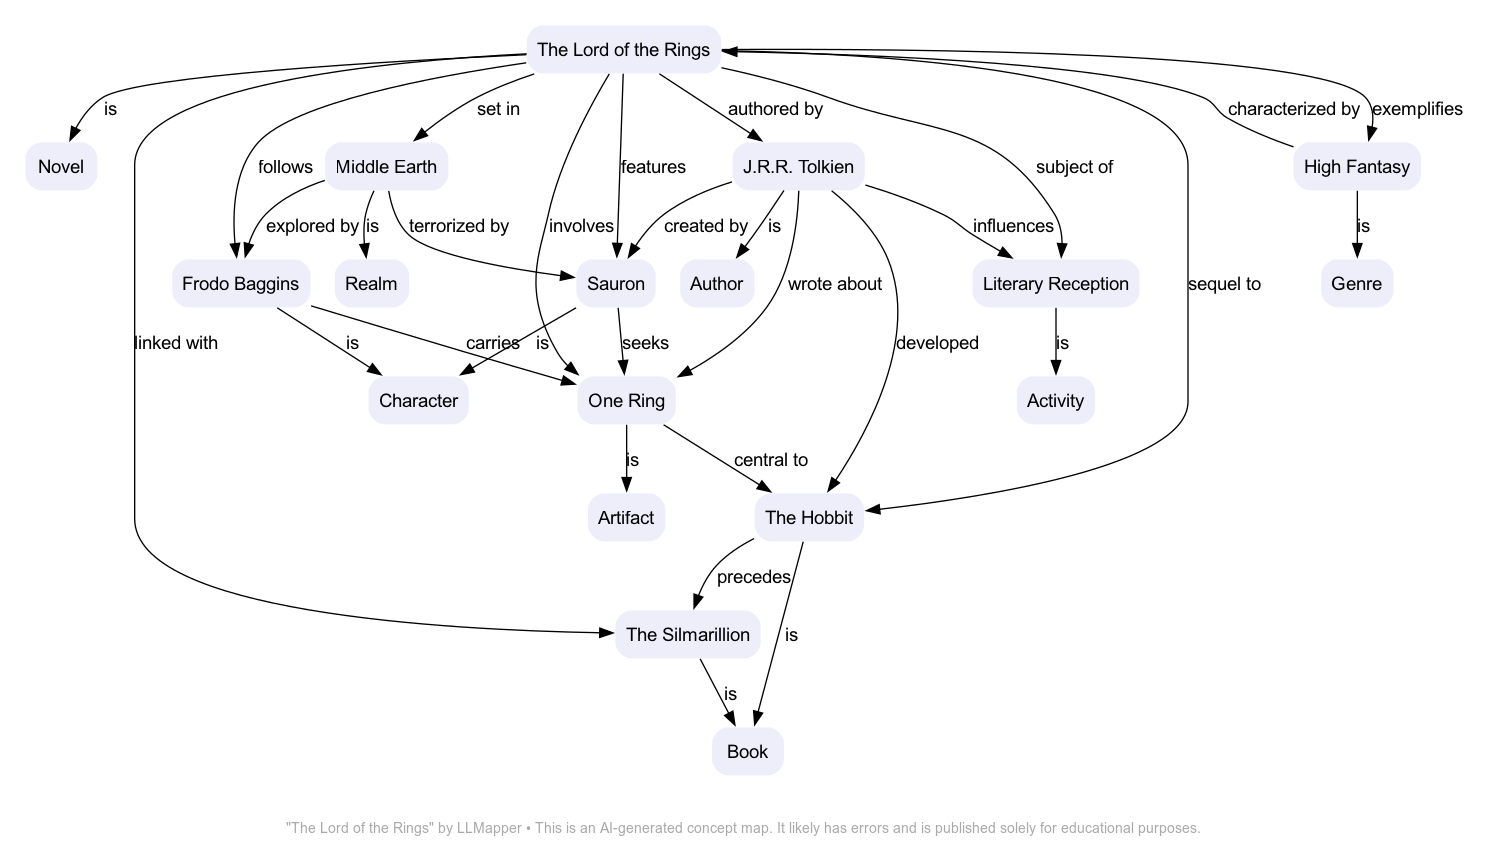 The Lord of the Rings
is
set in
authored by
characterized by
exemplifies
Novel
follows
Middle Earth
features
J.R.R. Tolkien
subject of
High Fantasy
explored by
is
terrorized by
involves
created by
is
influences
is
Frodo Baggins
Realm
Sauron
Author
wrote about
Literary Reception
sequel to
Genre
linked with
is
carries
is
seeks
developed
is
Character
One Ring
Activity
is
central to
Artifact
The Hobbit
precedes
The Silmarillion
is
is
Book
"The Lord of the Rings" by LLMapper • This is an AI-generated concept map. It likely has errors and is published solely for educational purposes.